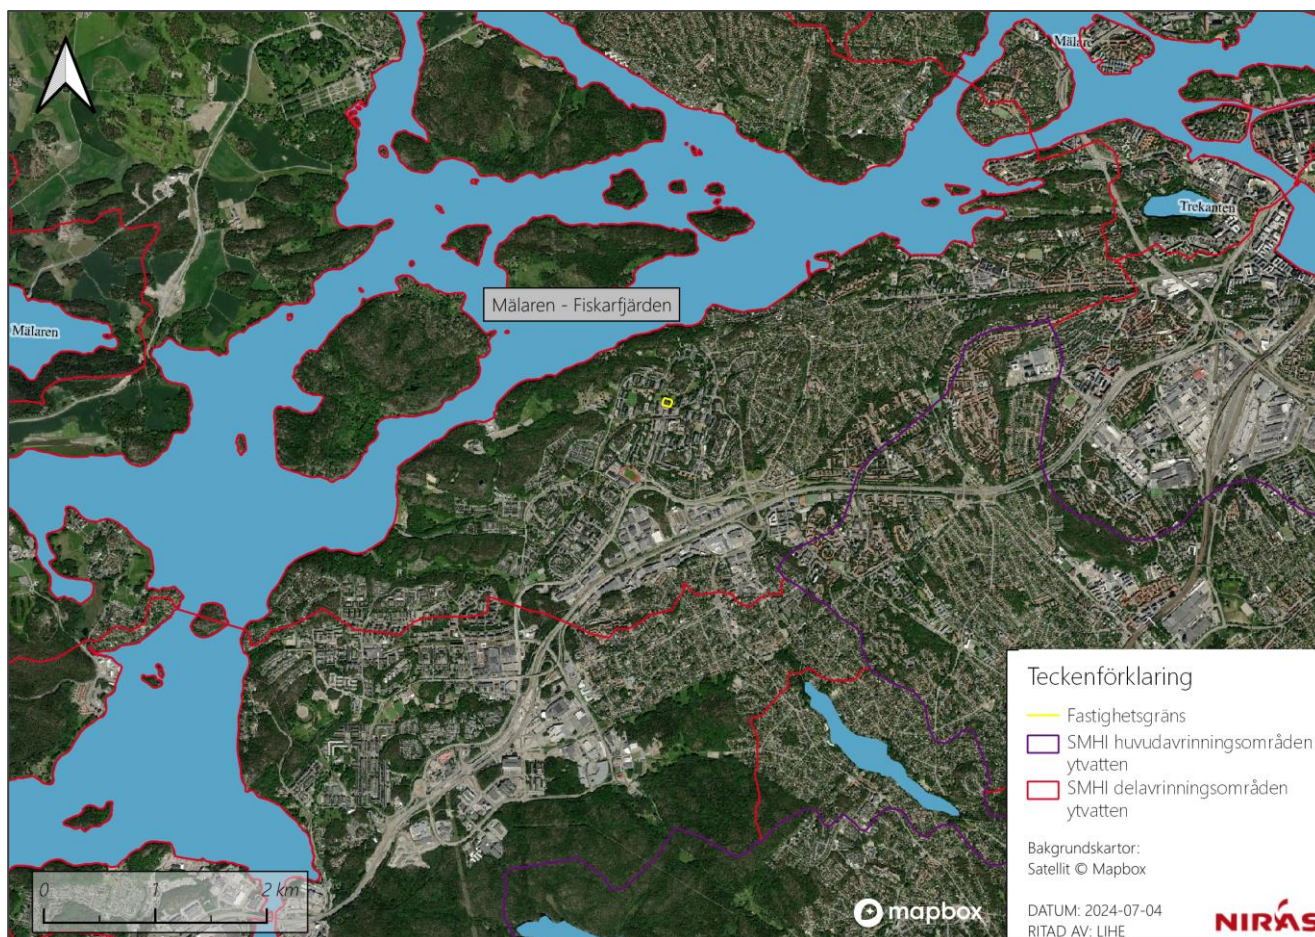 Mälare
Trekanten
Mälaren - Fiskarfjärden
Mälaren
Teckenförklaring
Fastighetsgräns
SMHI huvudavrinningsområden
ytvatten
SMHI delavrinningsområden
ytvatten
Bakgrundskartor:
Satellit © Mapbox
DATUM: 2024-07-04
RITAD AV: LIHE
NIRAS
0 1 2 km
mapbox